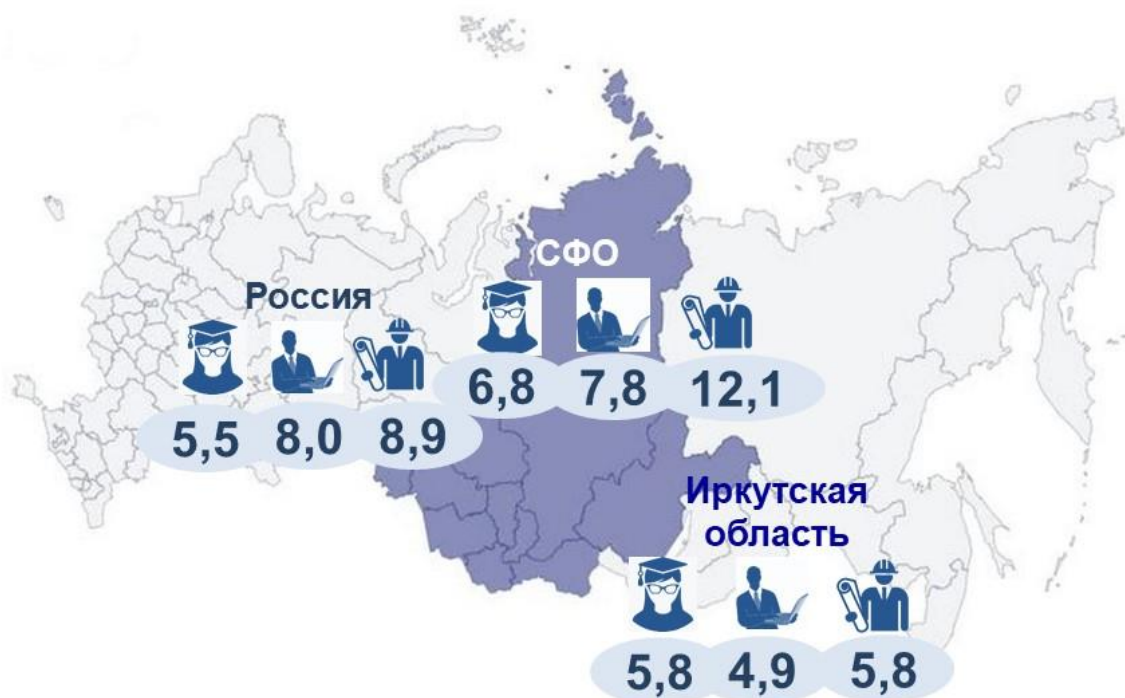 СФО
6,8 7,8 12,1
Россия
5,5 8,0 8,9
Иркутская
область
5,8 4,9 5,8